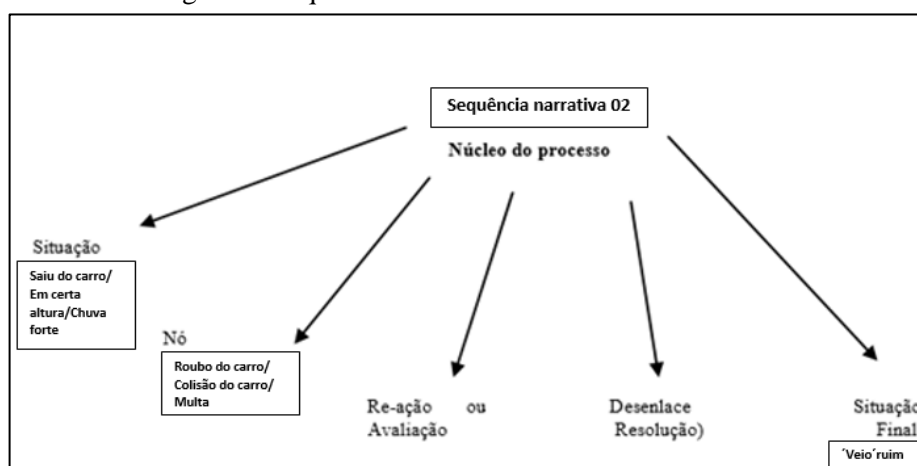 Sequência narrativa 02
Núcleo do processo
Situação
Saiu do carro/
Em certa
altura/Chuva
forte
Nó
Roubo do carro/
Colisão do carro/
Multa
Re-ação ou
Avaliação
Desenlace
Resolução)
Situação
Final
´Veio´ruim